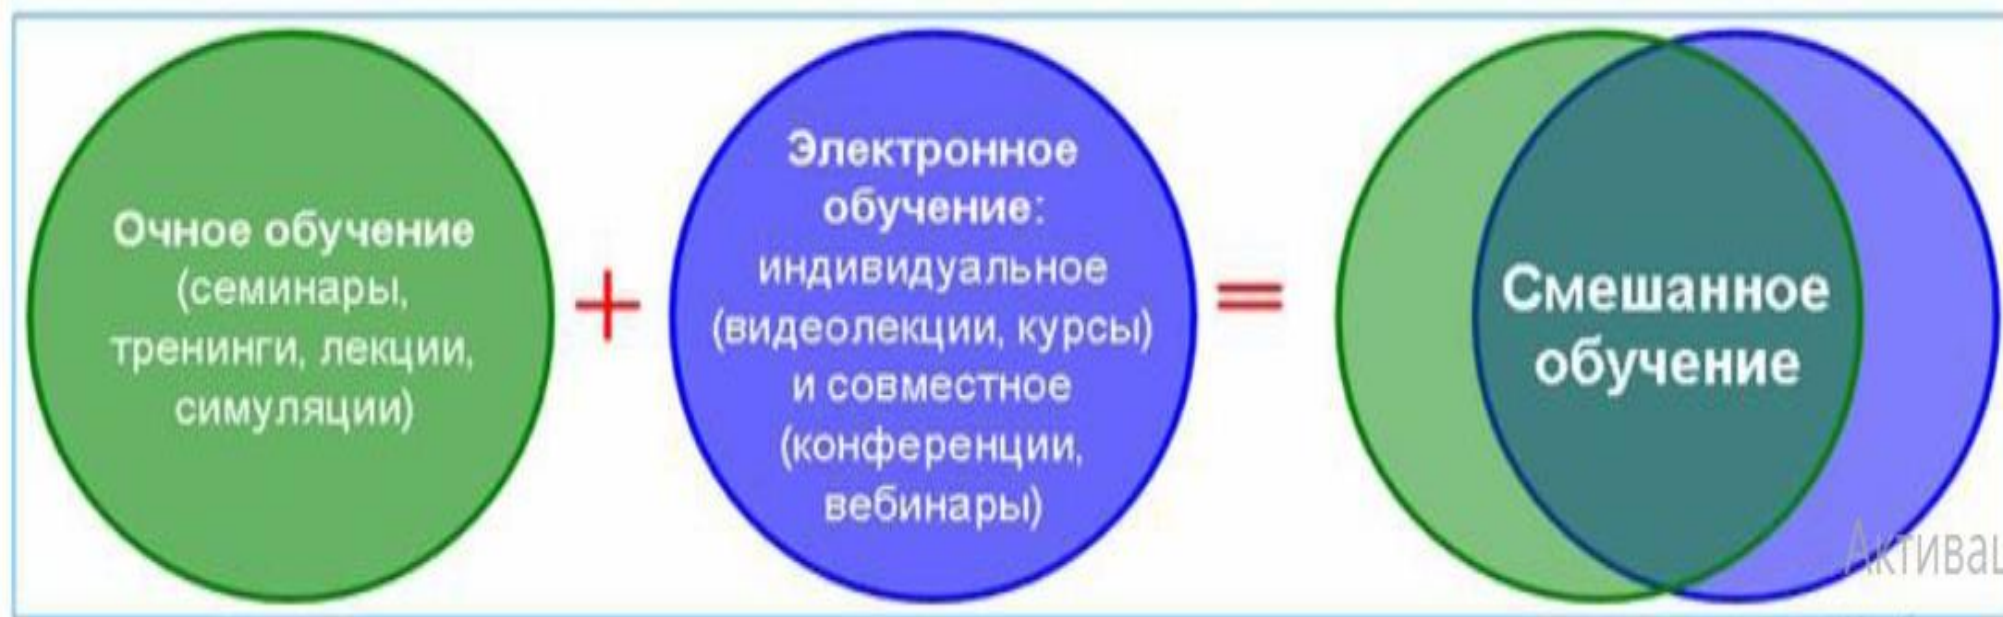 Очное обучение
(семинары,
тренинги, лекции,
симуляции)
+
Электронное
обучение:
индивидуальное
(видеолекции, курсы)
и совместное
(конференции,
вебинары)
=
Смешанное
обучение